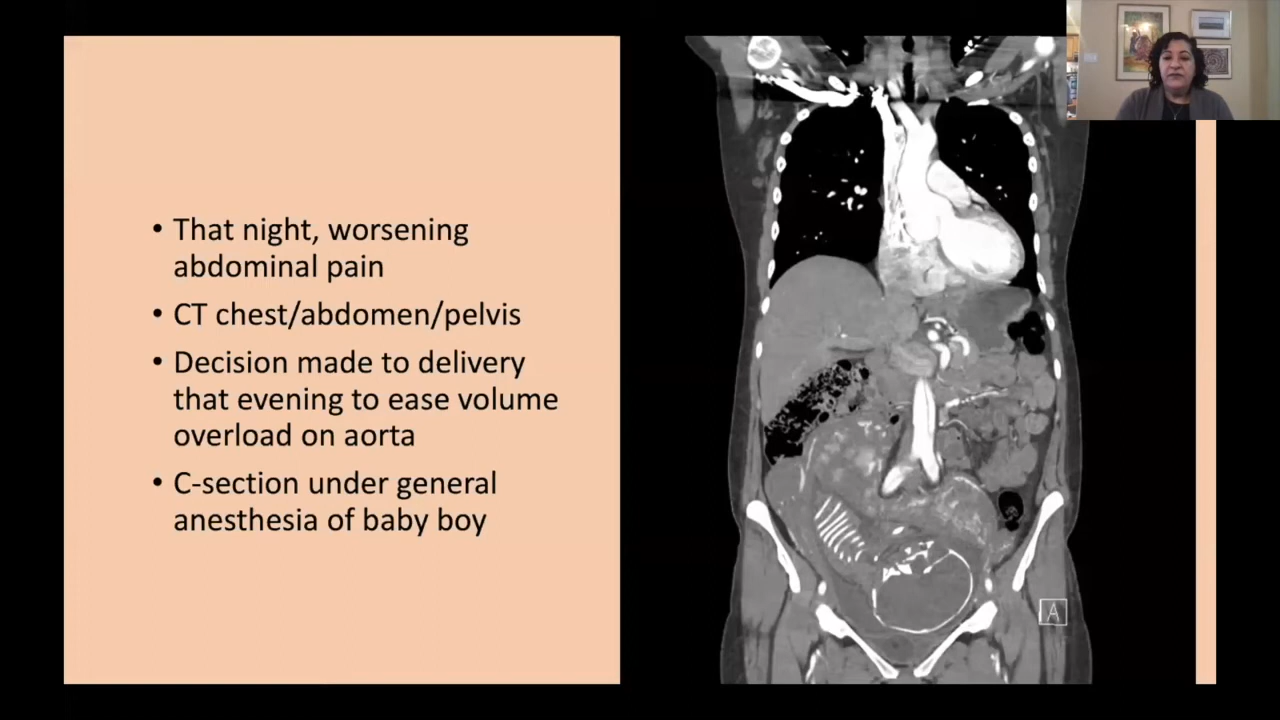 • That night, worsening
abdominal pain
• CT chest/abdomen/pelvis
• Decision made to delivery
that evening to ease volume
overload on aorta
• C-section under general
anesthesia of baby boy
A